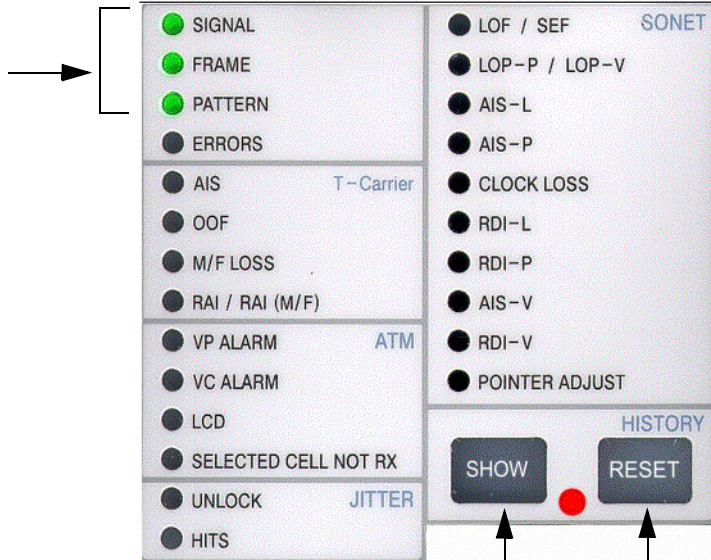 SIGNAL
FRAME
PATTERN
ERRORS
AIS T-Carrier
OOF
M/F LOSS
RAI / RAI (M/F)
VP ALARM ATM
VC ALARM
LCD
SELECTED CELL NOT RX
UNLOCK JITTER
HITS
LOF / SEF SONET
LOP-P / LOP-V
AIS-L
AIS-P
CLOCK LOSS
RDI-L
RDI-P
AIS-V
RDI-V
POINTER ADJUST
HISTORY
SHOW RESET